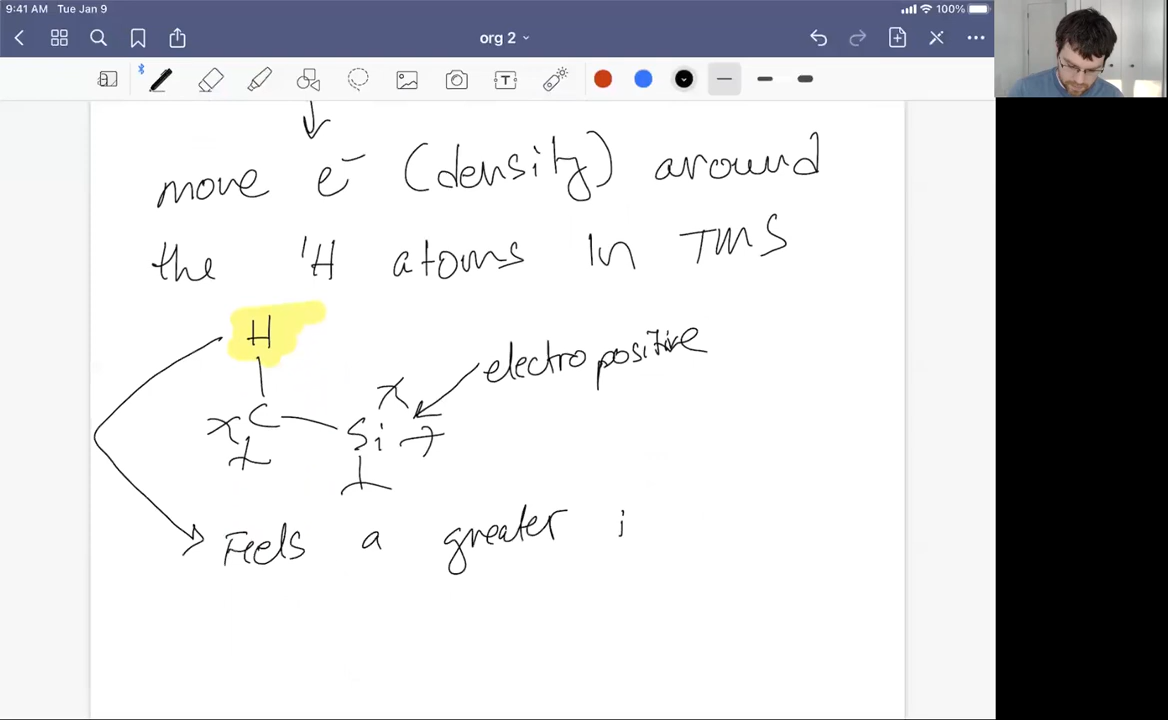 9:41 AM Tue Jan 9
100%
org 2
T
move e⁻ (density) around
the ¹H atoms in TMS
H
electropositive
C Si
Feels a greater i